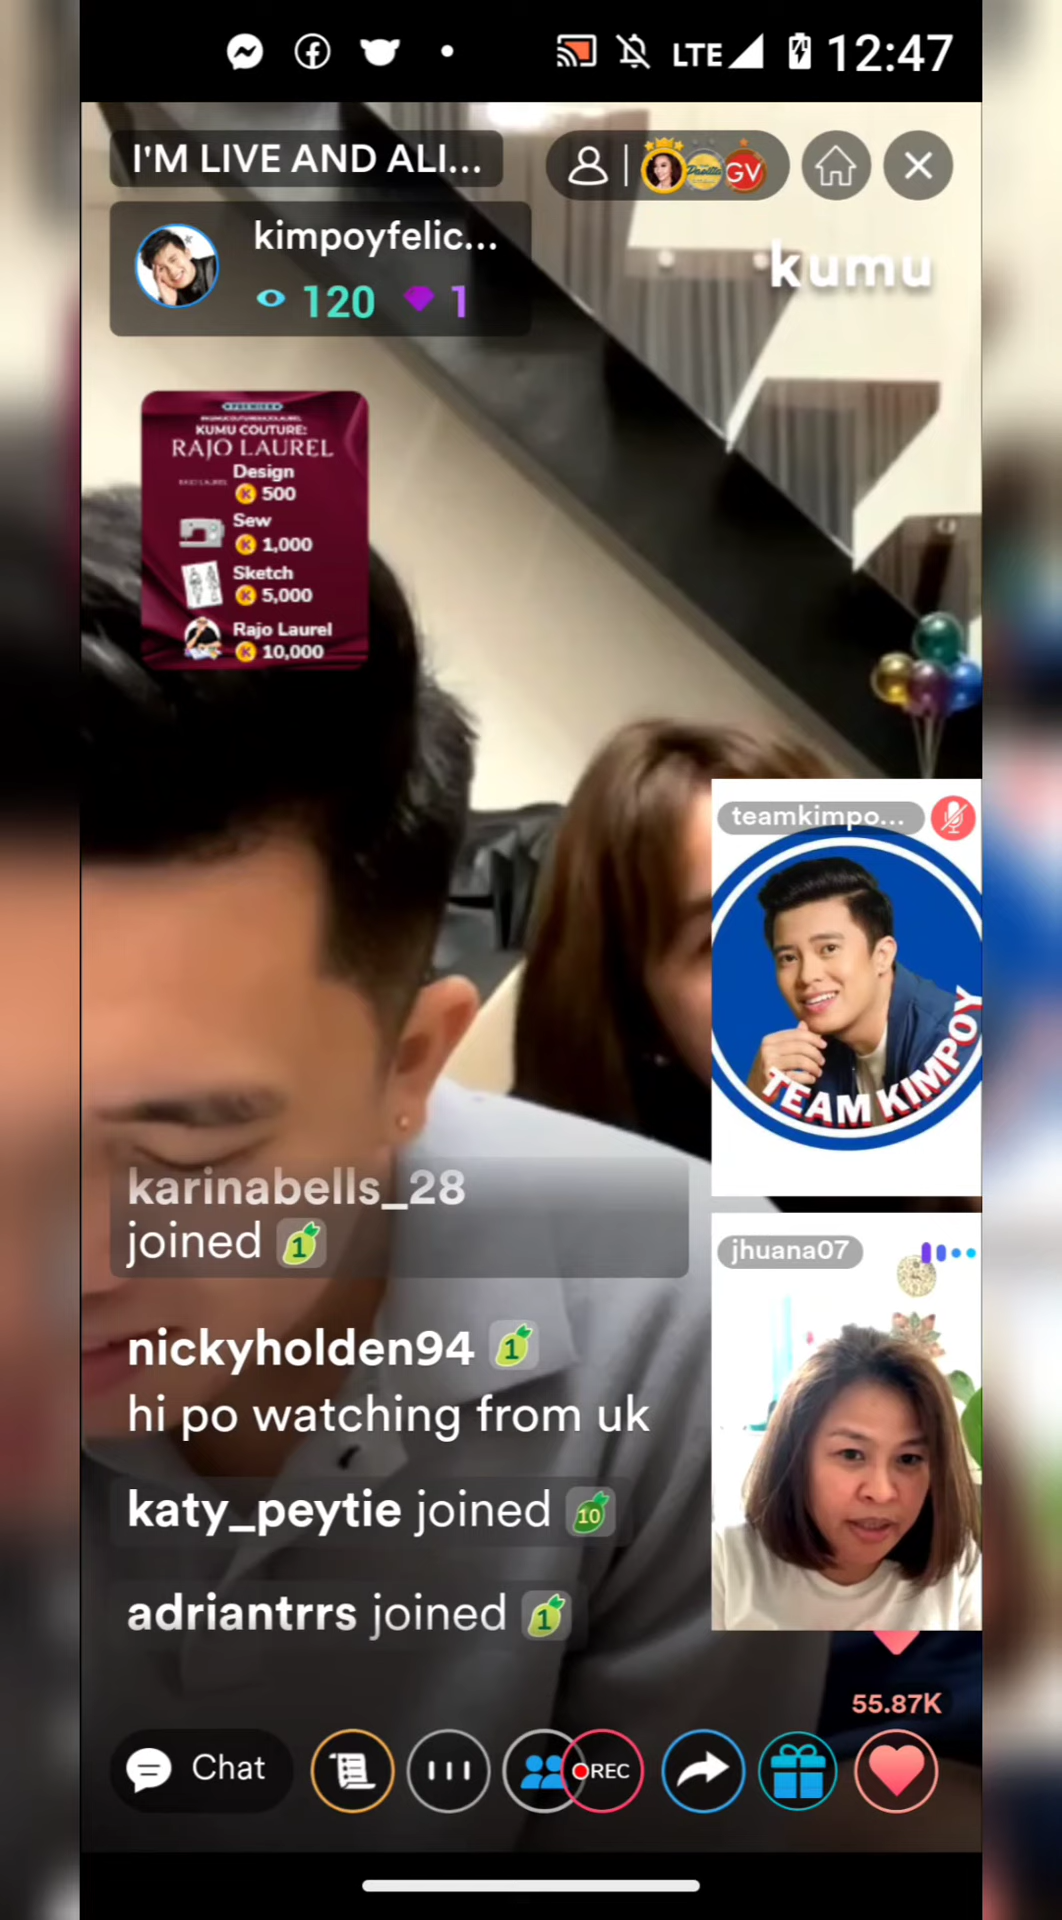 LTE 12:47
I'M LIVE AND ALI...
GV
kimpoyfelic...
120 1
kumu
KUMU COUTURE:
RAJO LAUREL
Design
500
Sew
1,000
Sketch
5,000
Rajo Laurel
10,000
teamkimpo...
TEAM KIMPOY
karinabells_28
joined 1
jhuana07
nickyholden94 1
hi po watching from uk
katy_peytie joined 10
adriantrrs joined 1
55.87K
Chat
REC